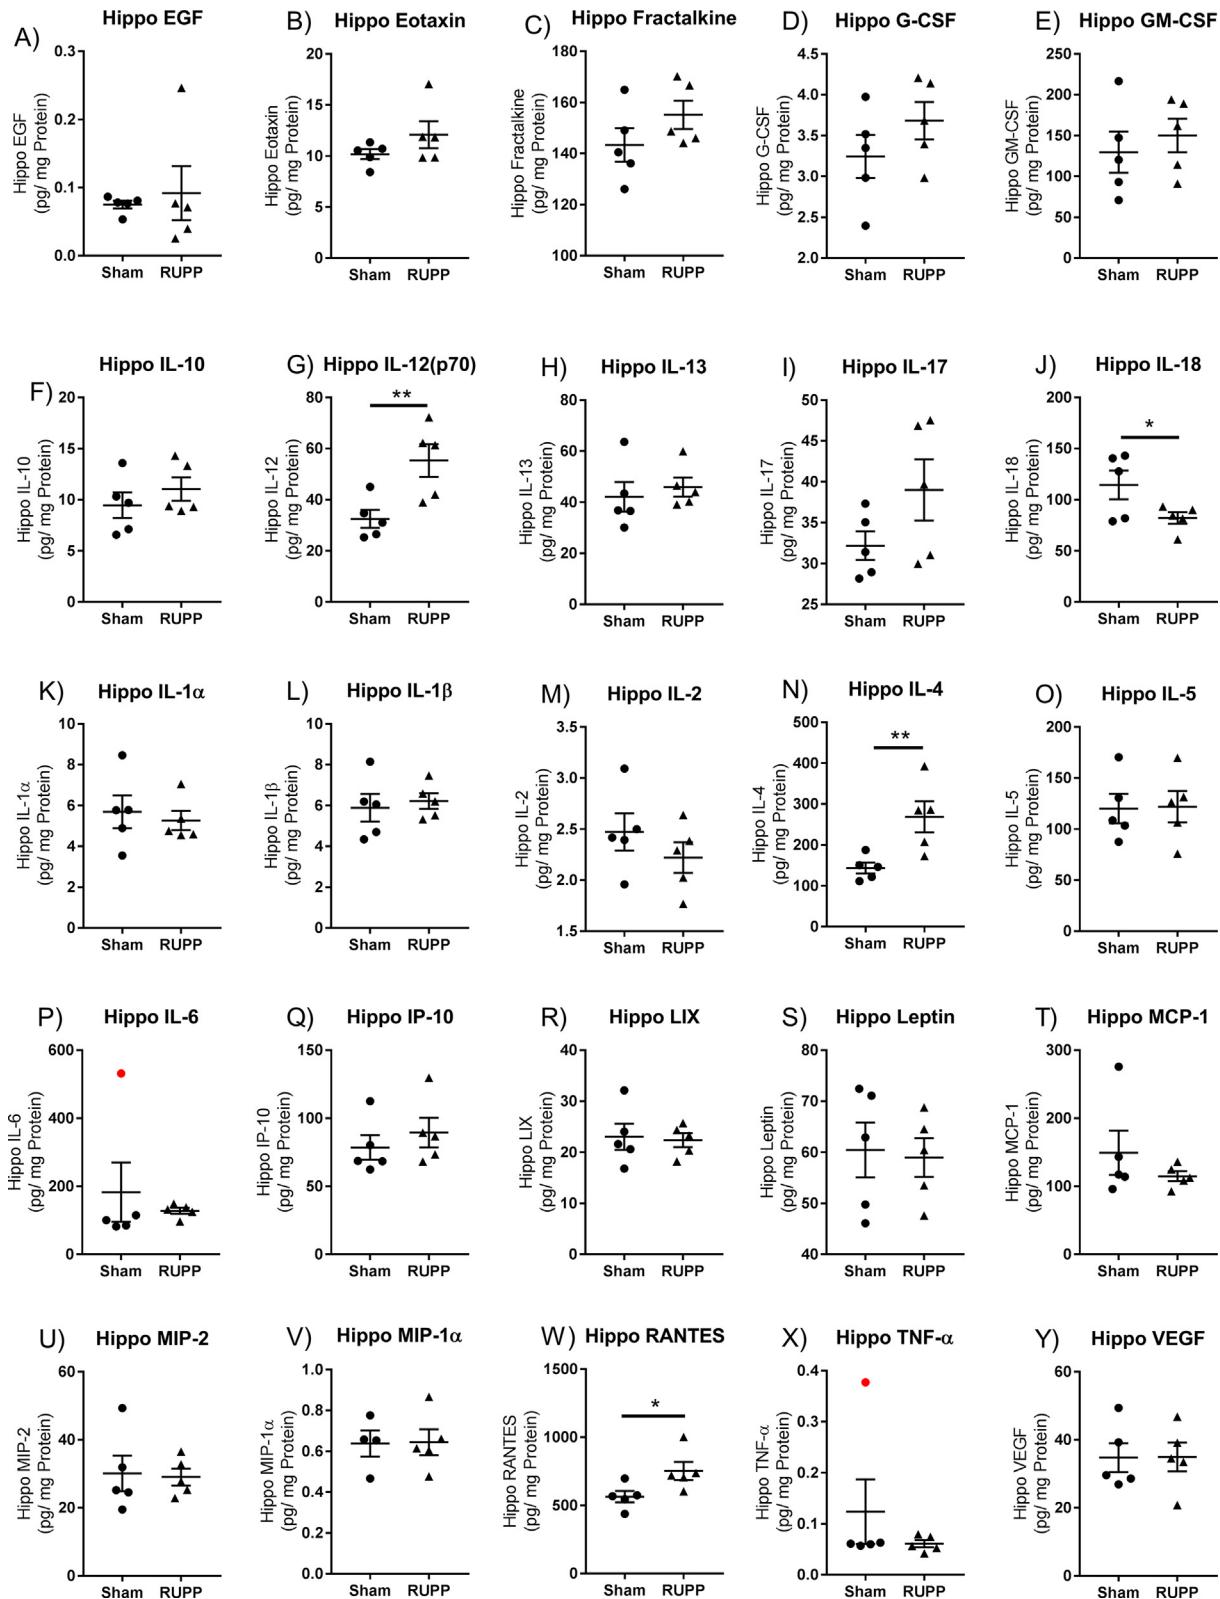 A) Hippo EGF
Hippo EGF
(pg/ mg Protein)
0.3
0.2
0.1
0.0
Sham RUPP
B) Hippo Eotaxin
Hippo Eotaxin
(pg/ mg Protein)
20
15
10
5
0
Sham RUPP
C) Hippo Fractalkine
Hippo Fractalkine
(pg/ mg Protein)
180
160
140
120
100
Sham RUPP
D) Hippo G-CSF
Hippo G-CSF
(pg/ mg Protein)
4.5
4.0
3.5
3.0
2.5
2.0
Sham RUPP
E) Hippo GM-CSF
Hippo GM-CSF
(pg/ mg Protein)
250
200
150
100
50
0
Sham RUPP
F) Hippo IL-10
Hippo IL-10
(pg/ mg Protein)
20
15
10
5
0
Sham RUPP
G) Hippo IL-12(p70)
Hippo IL-12
(pg/ mg Protein)
80
60
40
20
0
**
Sham RUPP
H) Hippo IL-13
Hippo IL-13
(pg/ mg Protein)
80
60
40
20
0
Sham RUPP
I) Hippo IL-17
Hippo IL-17
(pg/ mg Protein)
50
45
40
35
30
25
Sham RUPP
J) Hippo IL-18
Hippo IL-18
(pg/ mg Protein)
200
150
100
50
0
*
Sham RUPP
K) Hippo IL-1α
Hippo IL-1α
(pg/ mg Protein)
10
8
6
4
2
0
Sham RUPP
L) Hippo IL-1β
Hippo IL-1β
(pg/ mg Protein)
10
8
6
4
2
0
Sham RUPP
M) Hippo IL-2
Hippo IL-2
(pg/ mg Protein)
3.5
3.0
2.5
2.0
1.5
Sham RUPP
N) Hippo IL-4
Hippo IL-4
(pg/ mg Protein)
500
400
300
200
100
0
**
Sham RUPP
O) Hippo IL-5
Hippo IL-5
(pg/ mg Protein)
200
150
100
50
0
Sham RUPP
P) Hippo IL-6
Hippo IL-6
(pg/ mg Protein)
600
400
200
0
Sham RUPP
Q) Hippo IP-10
Hippo IP-10
(pg/ mg Protein)
150
100
50
0
Sham RUPP
R) Hippo LIX
Hippo LIX
(pg/ mg Protein)
40
30
20
10
0
Sham RUPP
S) Hippo Leptin
Hippo Leptin
(pg/ mg Protein)
80
70
60
50
40
Sham RUPP
T) Hippo MCP-1
Hippo MCP-1
(pg/ mg Protein)
300
200
100
0
Sham RUPP
U) Hippo MIP-2
Hippo MIP-2
(pg/ mg Protein)
60
40
20
0
Sham RUPP
V) Hippo MIP-1α
Hippo MIP-1α
(pg/ mg Protein)
1.0
0.8
0.6
0.4
0.2
0.0
Sham RUPP
W) Hippo RANTES
Hippo RANTES
(pg/ mg Protein)
1500
1000
500
0
*
Sham RUPP
X) Hippo TNF-α
Hippo TNF-α
(pg/ mg Protein)
0.4
0.3
0.2
0.1
0.0
Sham RUPP
Y) Hippo VEGF
Hippo VEGF
(pg/ mg Protein)
60
40
20
0
Sham RUPP